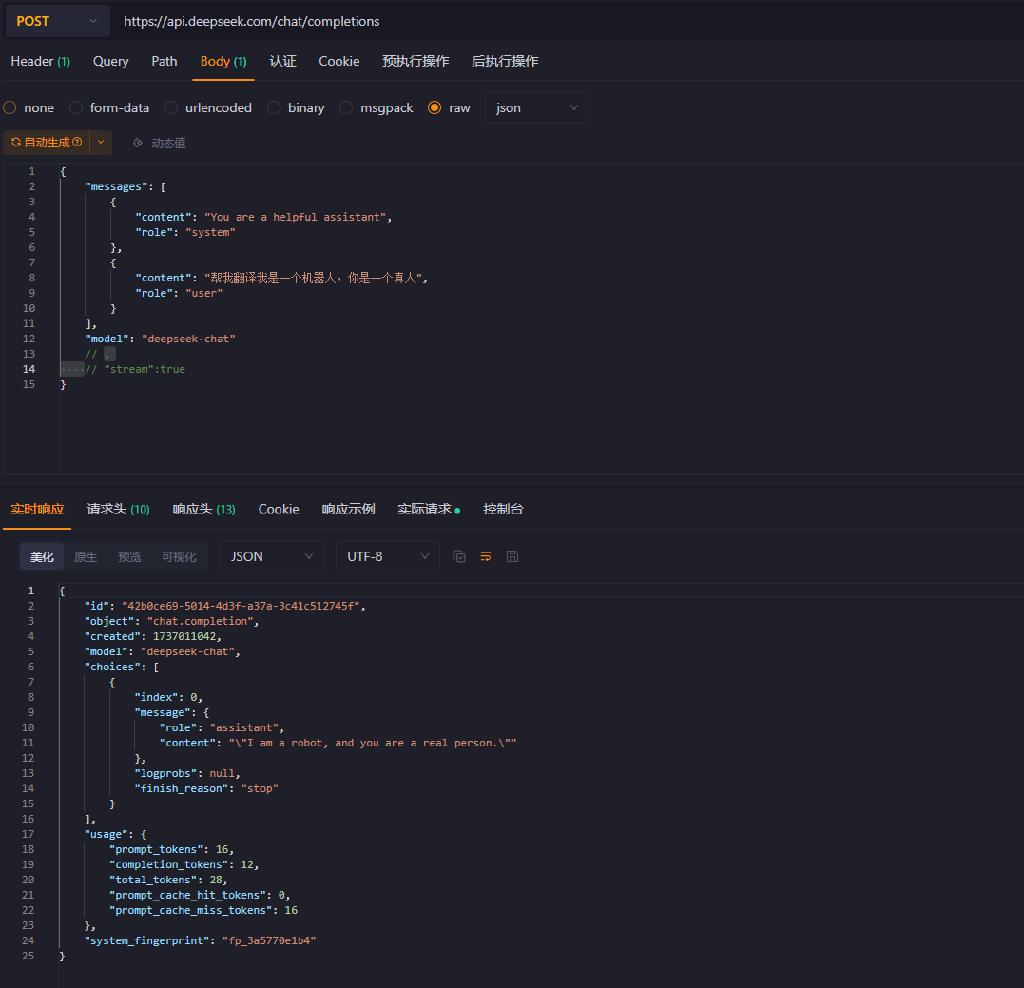 POST https://api.deepseek.com/chat/completions
Header (1) Query Path Body (1) 认证 Cookie 预执行操作 后执行操作
none form-data urlencoded binary msgpack raw json
自动生成 动态值
1 {
2 "messages": [
3 {
4 "content": "You are a helpful assistant",
5 "role": "system"
6 },
7 {
8 "content": "帮我翻译我是一个机器人，你是一个真人",
9 "role": "user"
10 }
11 ],
12 "model": "deepseek-chat"
13 // ,
14 // "stream":true
15 }
实时响应 请求头 (10) 响应头 (13) Cookie 响应示例 实际请求 控制台
美化 原生 预览 可视化 JSON UTF-8
1 {
2 "id": "42b0ce69-5014-4d3f-a37a-3c41c512745f",
3 "object": "chat.completion",
4 "created": 1737011042,
5 "model": "deepseek-chat",
6 "choices": [
7 {
8 "index": 0,
9 "message": {
10 "role": "assistant",
11 "content": "\"I am a robot, and you are a real person.\""
12 },
13 "logprobs": null,
14 "finish_reason": "stop"
15 }
16 ],
17 "usage": {
18 "prompt_tokens": 16,
19 "completion_tokens": 12,
20 "total_tokens": 28,
21 "prompt_cache_hit_tokens": 0,
22 "prompt_cache_miss_tokens": 16
23 },
24 "system_fingerprint": "fp_3a5770e1b4"
25 }